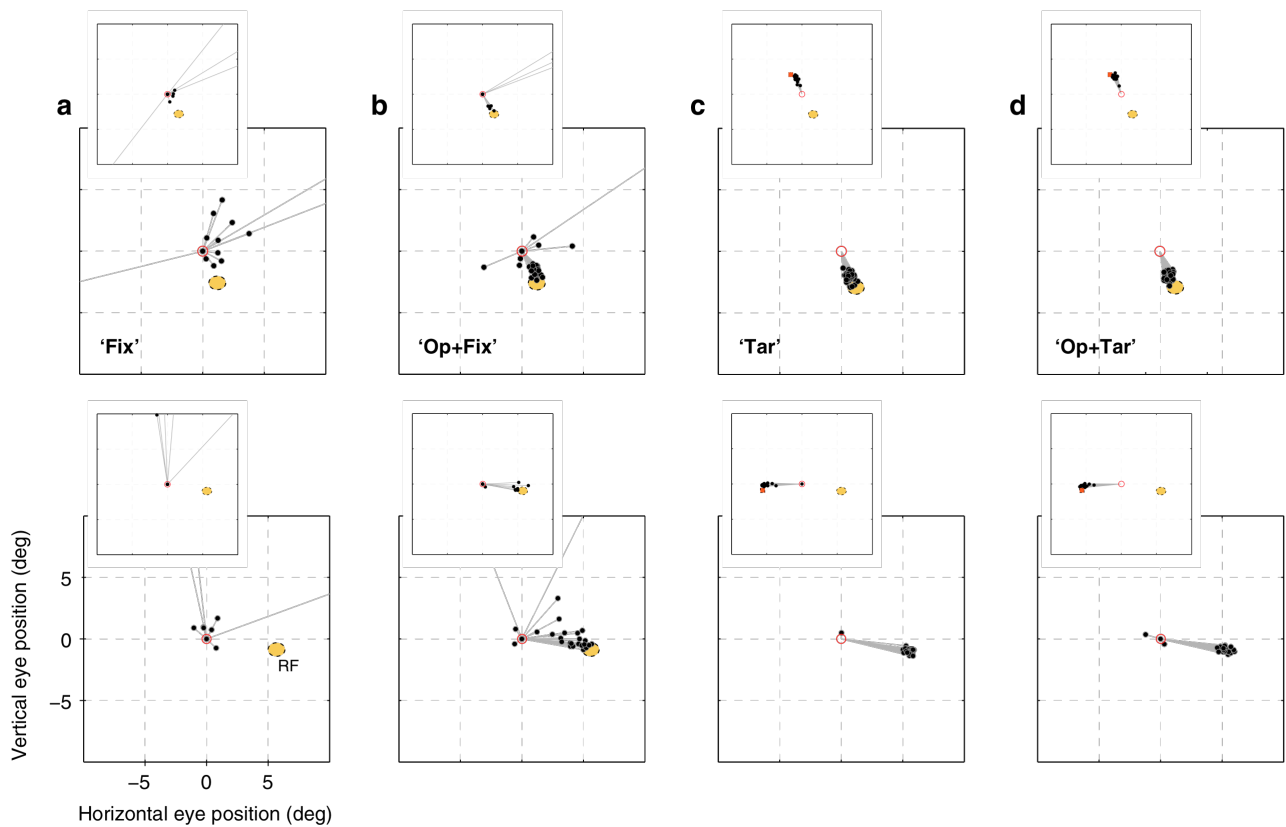 a
b
c
d
‘Fix’
‘Op+Fix’
‘Tar’
‘Op+Tar’
Vertical eye position (deg)
5
0
−5
RF
−5
0
5
Horizontal eye position (deg)